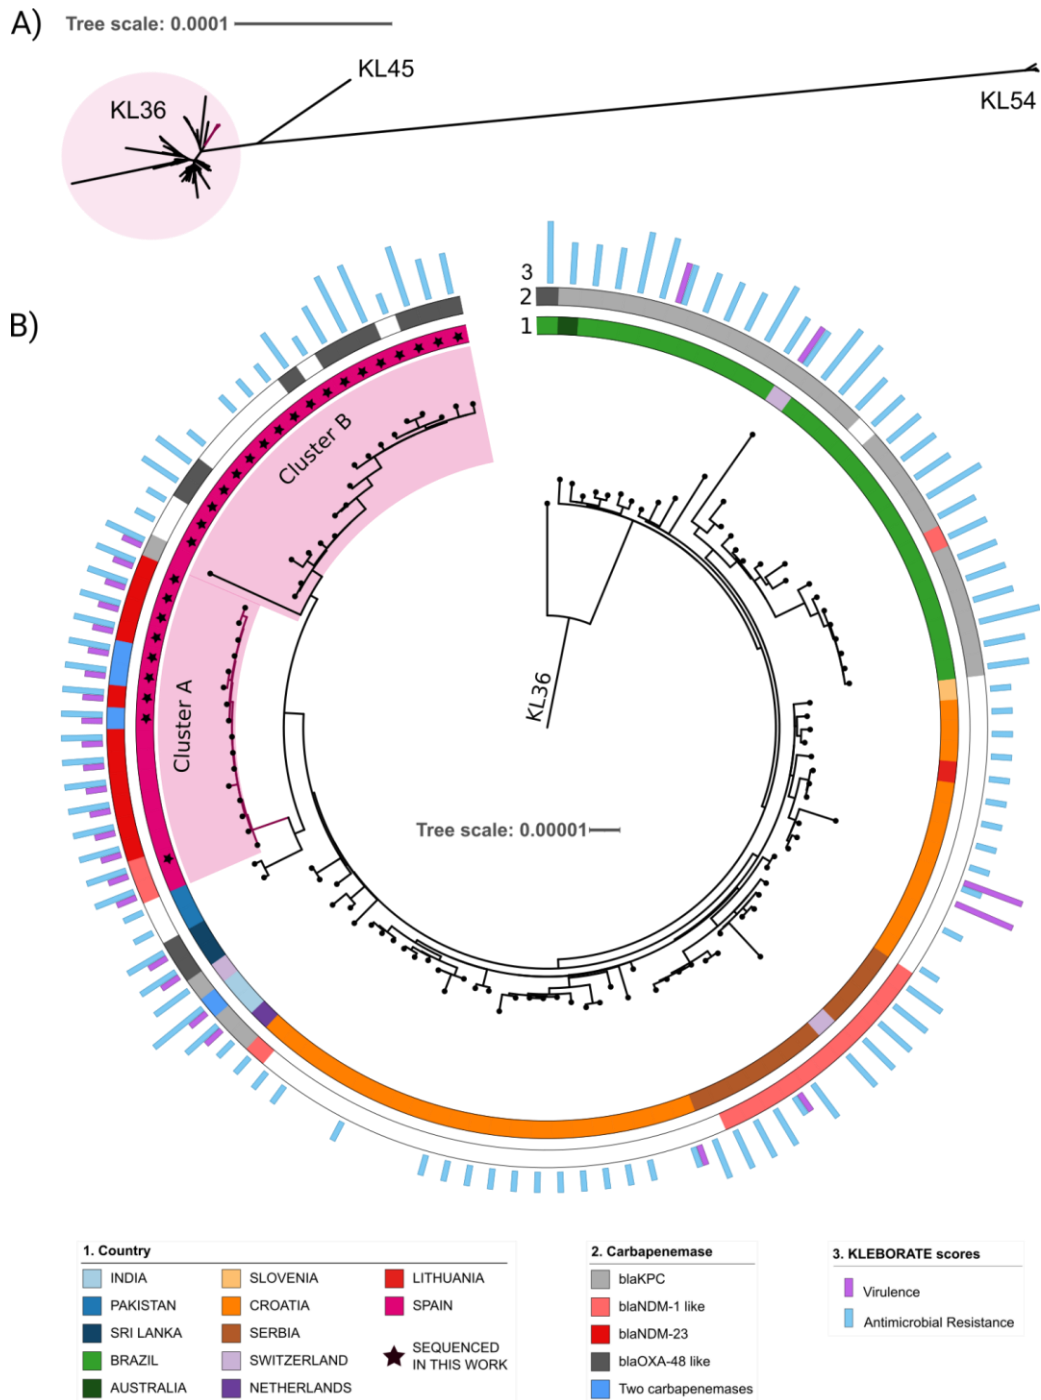 A)
Tree scale: 0.0001
KL45
KL36
KL54
3
2
B)
1
Cluster B
Cluster A
KL36
Tree scale: 0.00001
1. Country
INDIA
PAKISTAN
SRI LANKA
BRAZIL
AUSTRALIA
SLOVENIA
CROATIA
SERBIA
SWITZERLAND
NETHERLANDS
LITHUANIA
SPAIN
SEQUENCED
IN THIS WORK
2. Carbapenemase
blaKPC
blaNDM-1 like
blaNDM-23
blaOXA-48 like
Two carbapenemases
3. KLEBORATE scores
Virulence
Antimicrobial Resistance